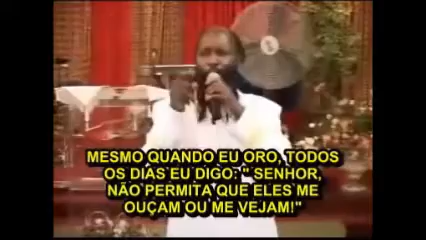 MESMO QUANDO EU ORO, TODOS
OS DIAS EU DIGO: " SENHOR,
NÃO PERMITA QUE ELES ME
OUÇAM OU ME VEJAM!"